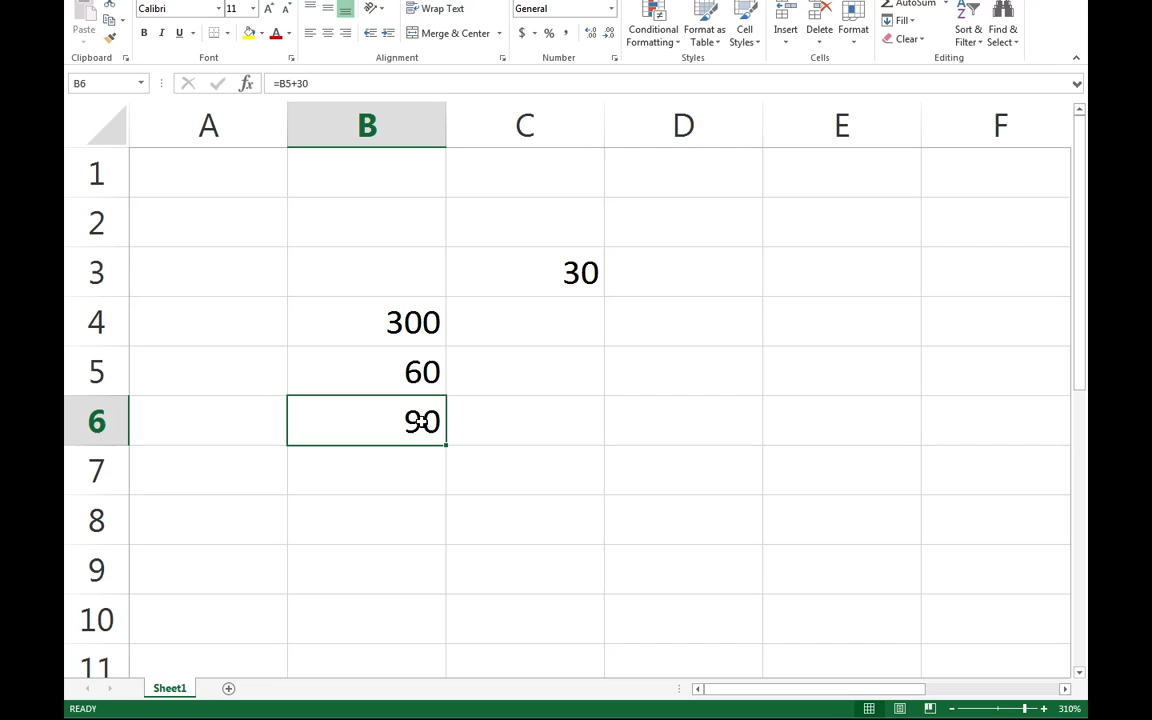 Calibri 11 A A Wrap Text General AutoSum
Paste B I U A Merge & Center $ % , Conditional Formatting Format as Table Cell Styles Insert Delete Format Fill Clear Sort & Filter Find & Select
Clipboard Font Alignment Number Styles Cells Editing
B6 fx =B5+30
A B C D E F
1
2
3 30
4 300
5 60
6 90
7
8
9
10
11
Sheet1
READY 310%